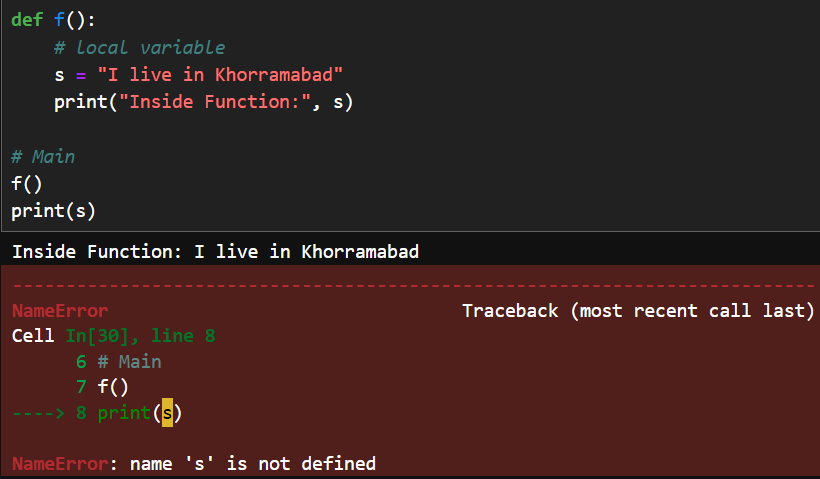 def f():
    # local variable
    s = "I live in Khorramabad"
    print("Inside Function:", s)
# Main
f()
print(s)
Inside Function: I live in Khorramabad
---------------------------------------------------------------------------
NameError                                 Traceback (most recent call last)
Cell In[30], line 8
      6 # Main
      7 f()
----> 8 print(s)
NameError: name 's' is not defined